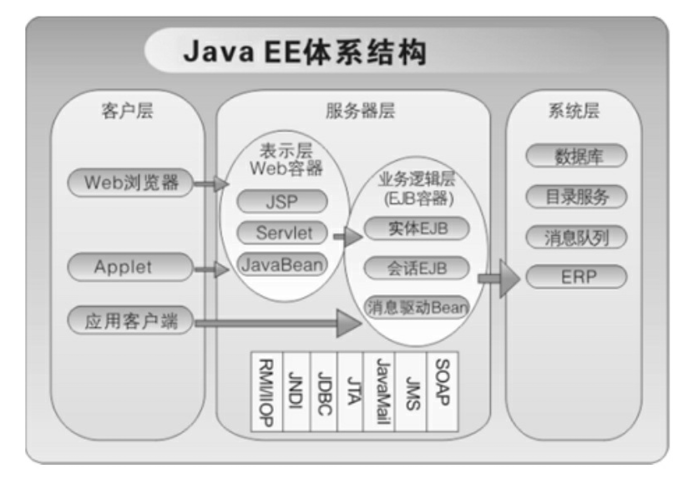 Java EE体系结构
客户层
Web浏览器
Applet
应用客户端
服务器层
表示层
Web容器
JSP
Servlet
JavaBean
业务逻辑层
(EJB容器)
实体EJB
会话EJB
消息驱动Bean
RMI/IIOP
JNDI
JDBC
JTA
JavaMail
JMS
SOAP
系统层
数据库
目录服务
消息队列
ERP